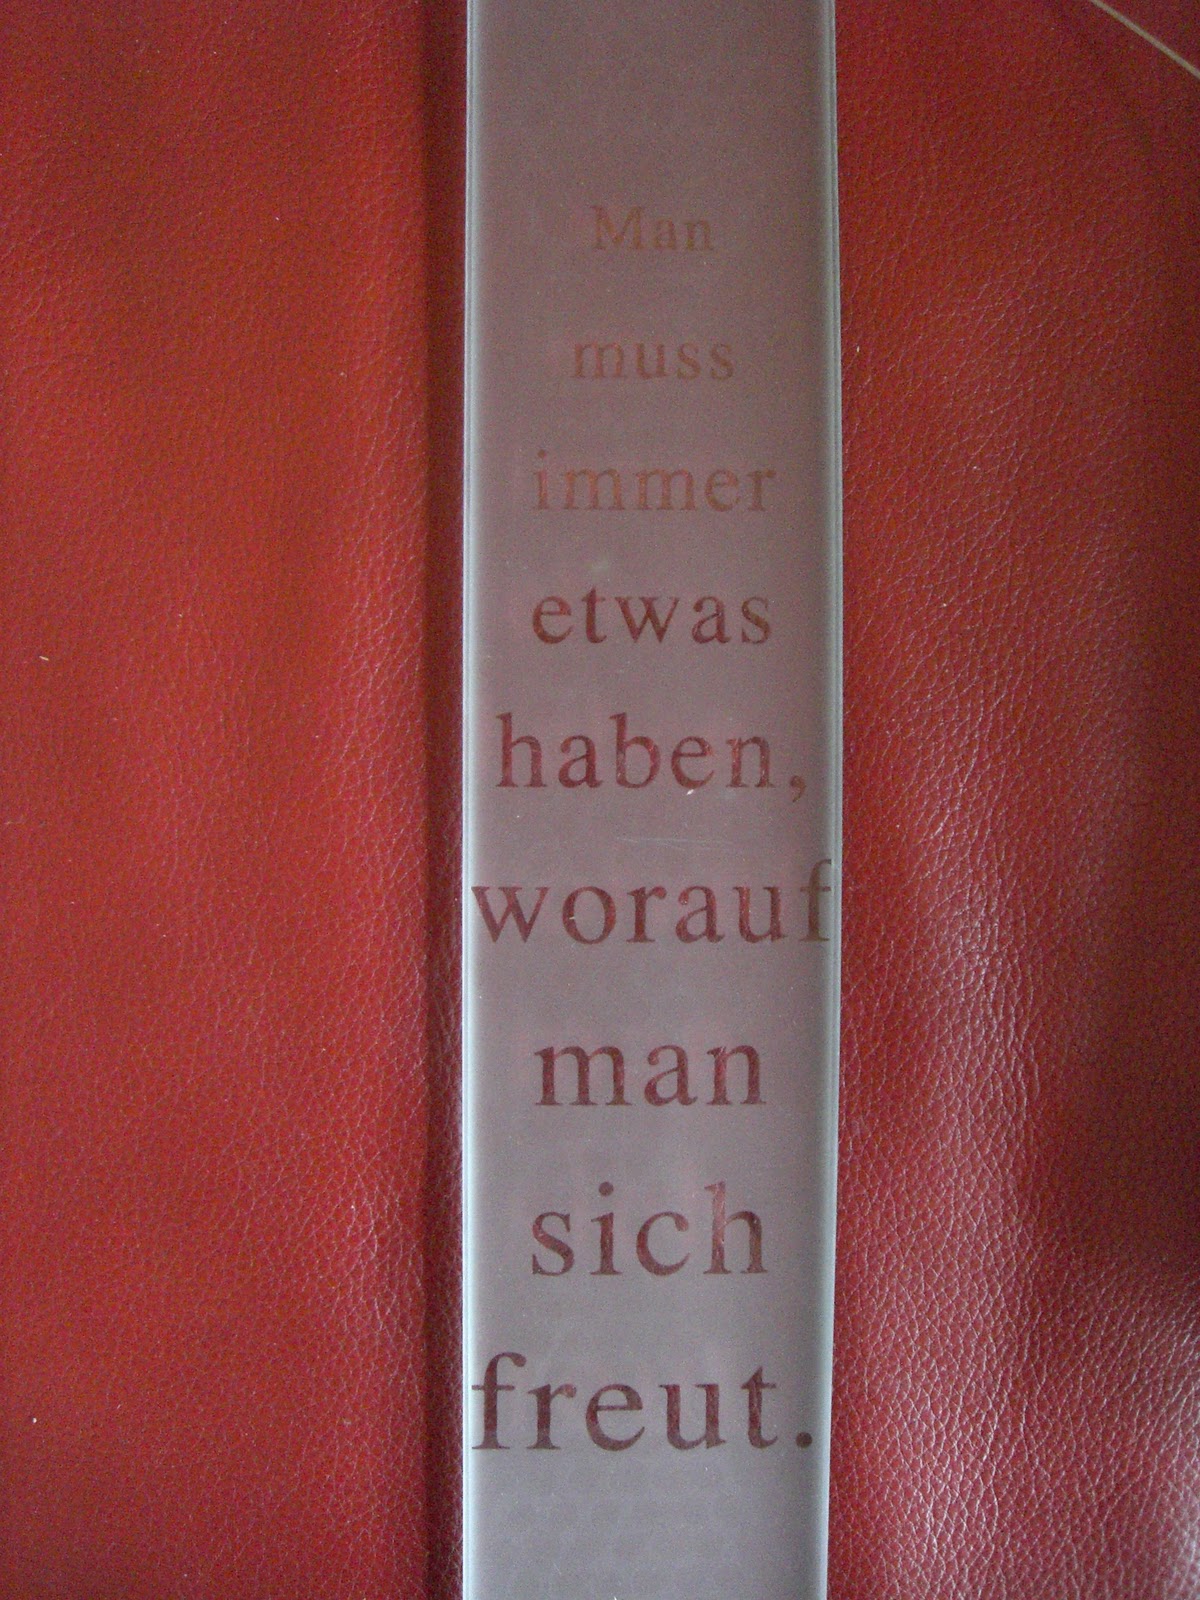 Man
muss
immer
etwas
haben,
worauf
man
sich
freut.